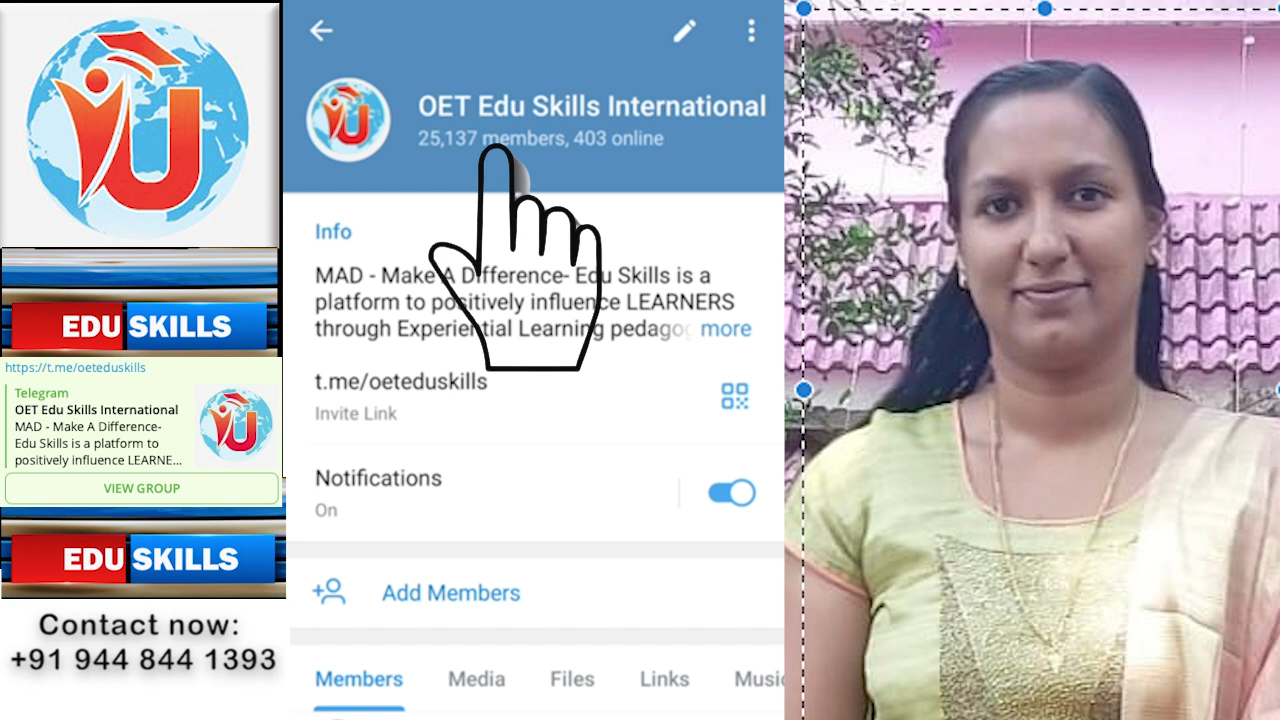 U
EDU SKILLS
https://t.me/oeteduskills
Telegram
OET Edu Skills International
MAD - Make A Difference-
Edu Skills is a platform to
positively influence LEARNE...
VIEW GROUP
EDU SKILLS
Contact now:
+91 944 844 1393
U
OET Edu Skills International
25,137 members, 403 online
Info
MAD - Make A Difference- Edu Skills is a
platform to positively influence LEARNERS
through Experiential Learning pedagog more
t.me/oeteduskills
Invite Link
Notifications
On
Add Members
Members Media Files Links Music